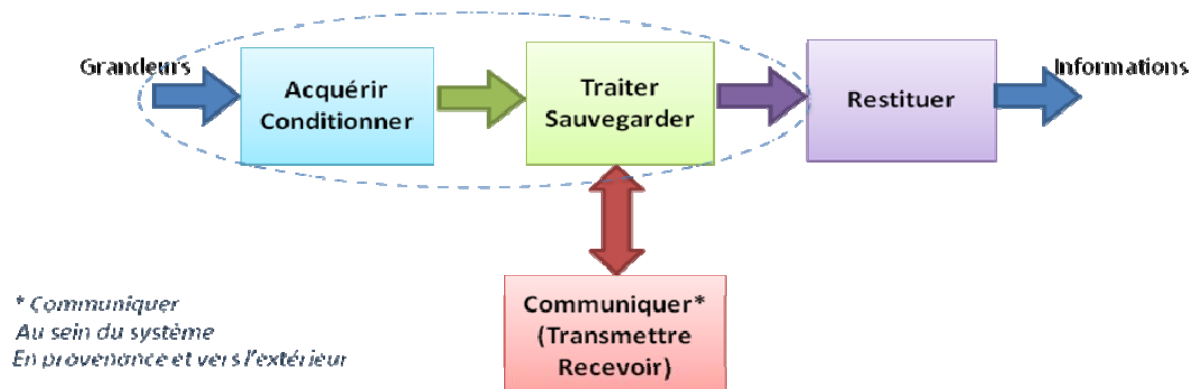 Grandeurs
Acquérir
Conditionner
Traiter
Sauvegarder
Restituer
Informations
Communiquer*
(Transmettre
Recevoir)
* Communiquer
Au sein du système
En provenance et vers l'extérieur